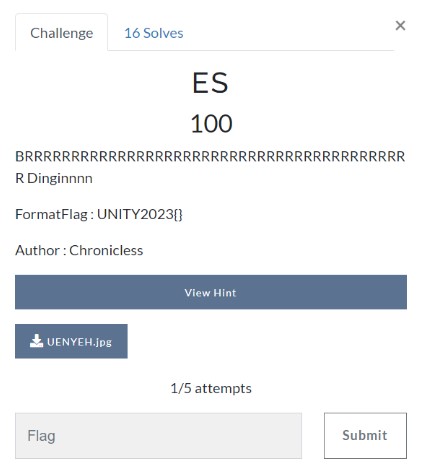 Challenge
16 Solves
×
ES
100
BRRRRRRRRRRRRRRRRRRRRRRRRRRRRRRRRRRRRRRRRR
R Dinginnnn
FormatFlag : UNITY2023{}
Author : Chronicless
View Hint
UENYEH.jpg
1/5 attempts
Flag
Submit